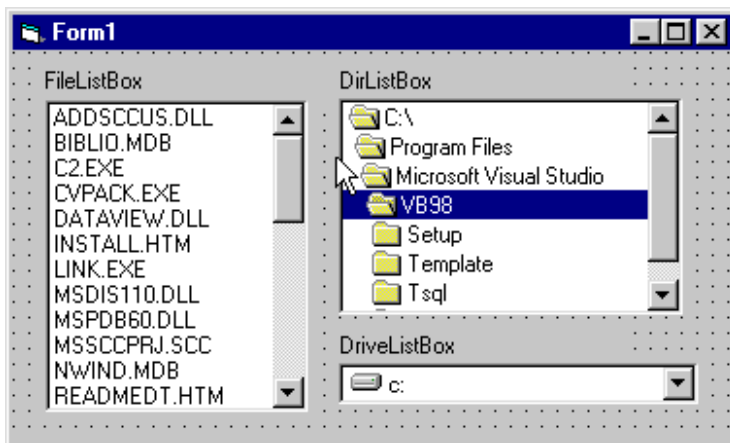 Form1
FileListBox
ADDSCCUS.DLL
BIBLIO.MDB
C2.EXE
CVPACK.EXE
DATAVIEW.DLL
INSTALL.HTM
LINK.EXE
MSDIS110.DLL
MSPDB60.DLL
MSSCCPRJ.SCC
NWIND.MDB
READMEDT.HTM
DirListBox
C:\
Program Files
Microsoft Visual Studio
VB98
Setup
Template
Tsql
DriveListBox
c: